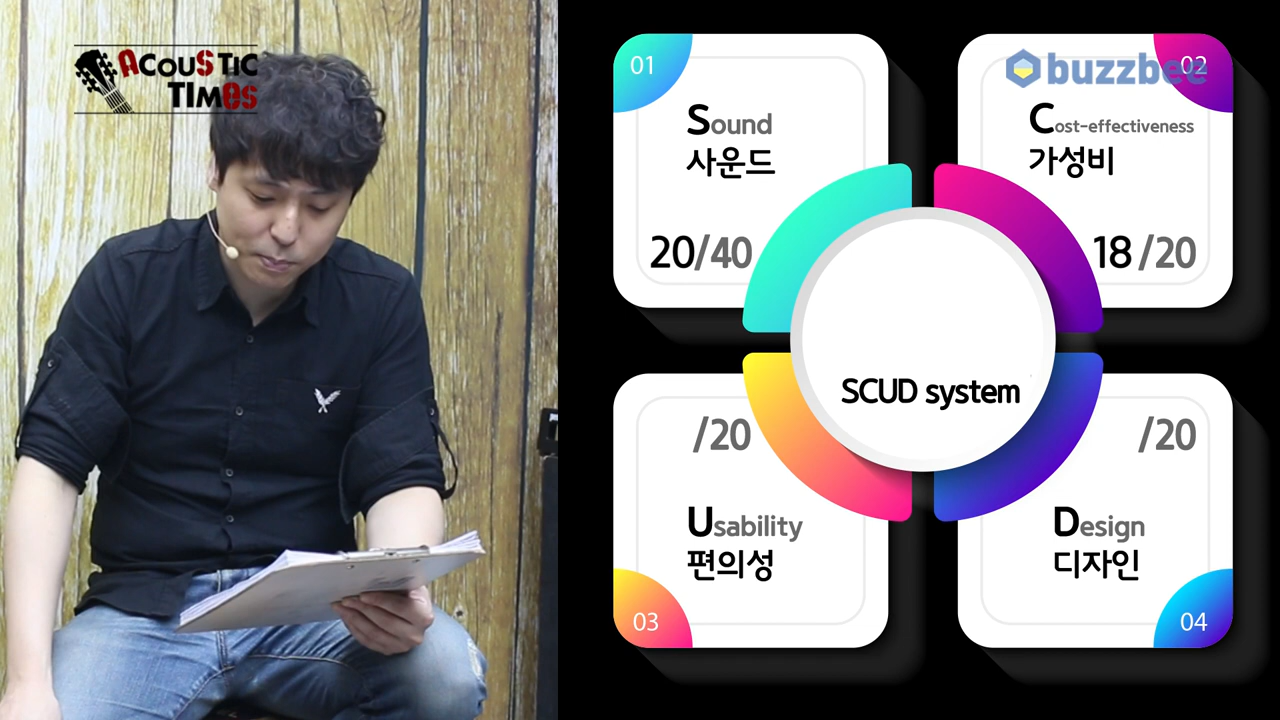 ACOUSTIC
TIMES
01
Sound
사운드
20/40
02
buzzbee
Cost-effectiveness
가성비
18 /20
SCUD system
/20
Usability
편의성
03
/20
Design
디자인
04